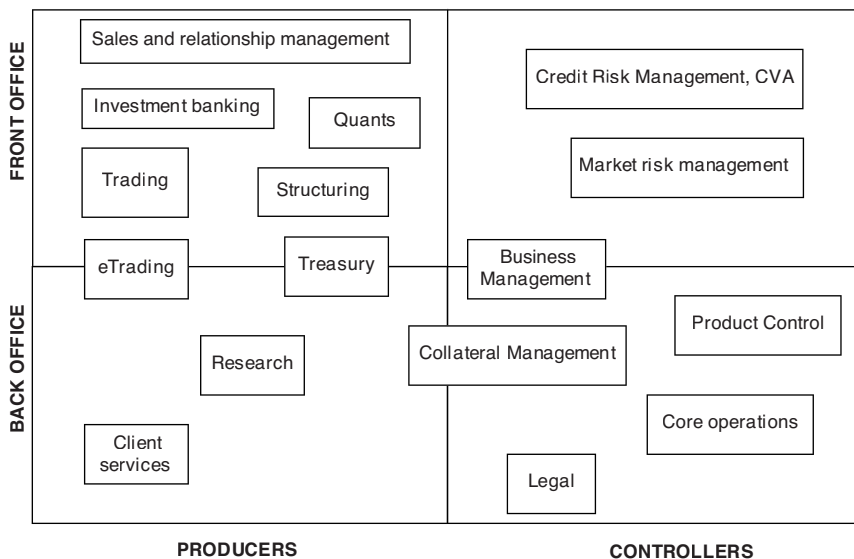 FRONT OFFICE
Sales and relationship management
Credit Risk Management, CVA
Investment banking
Quants
Market risk management
Trading
Structuring
eTrading
Treasury
Business
Management
BACK OFFICE
Product Control
Research
Collateral Management
Core operations
Client
services
Legal
PRODUCERS
CONTROLLERS